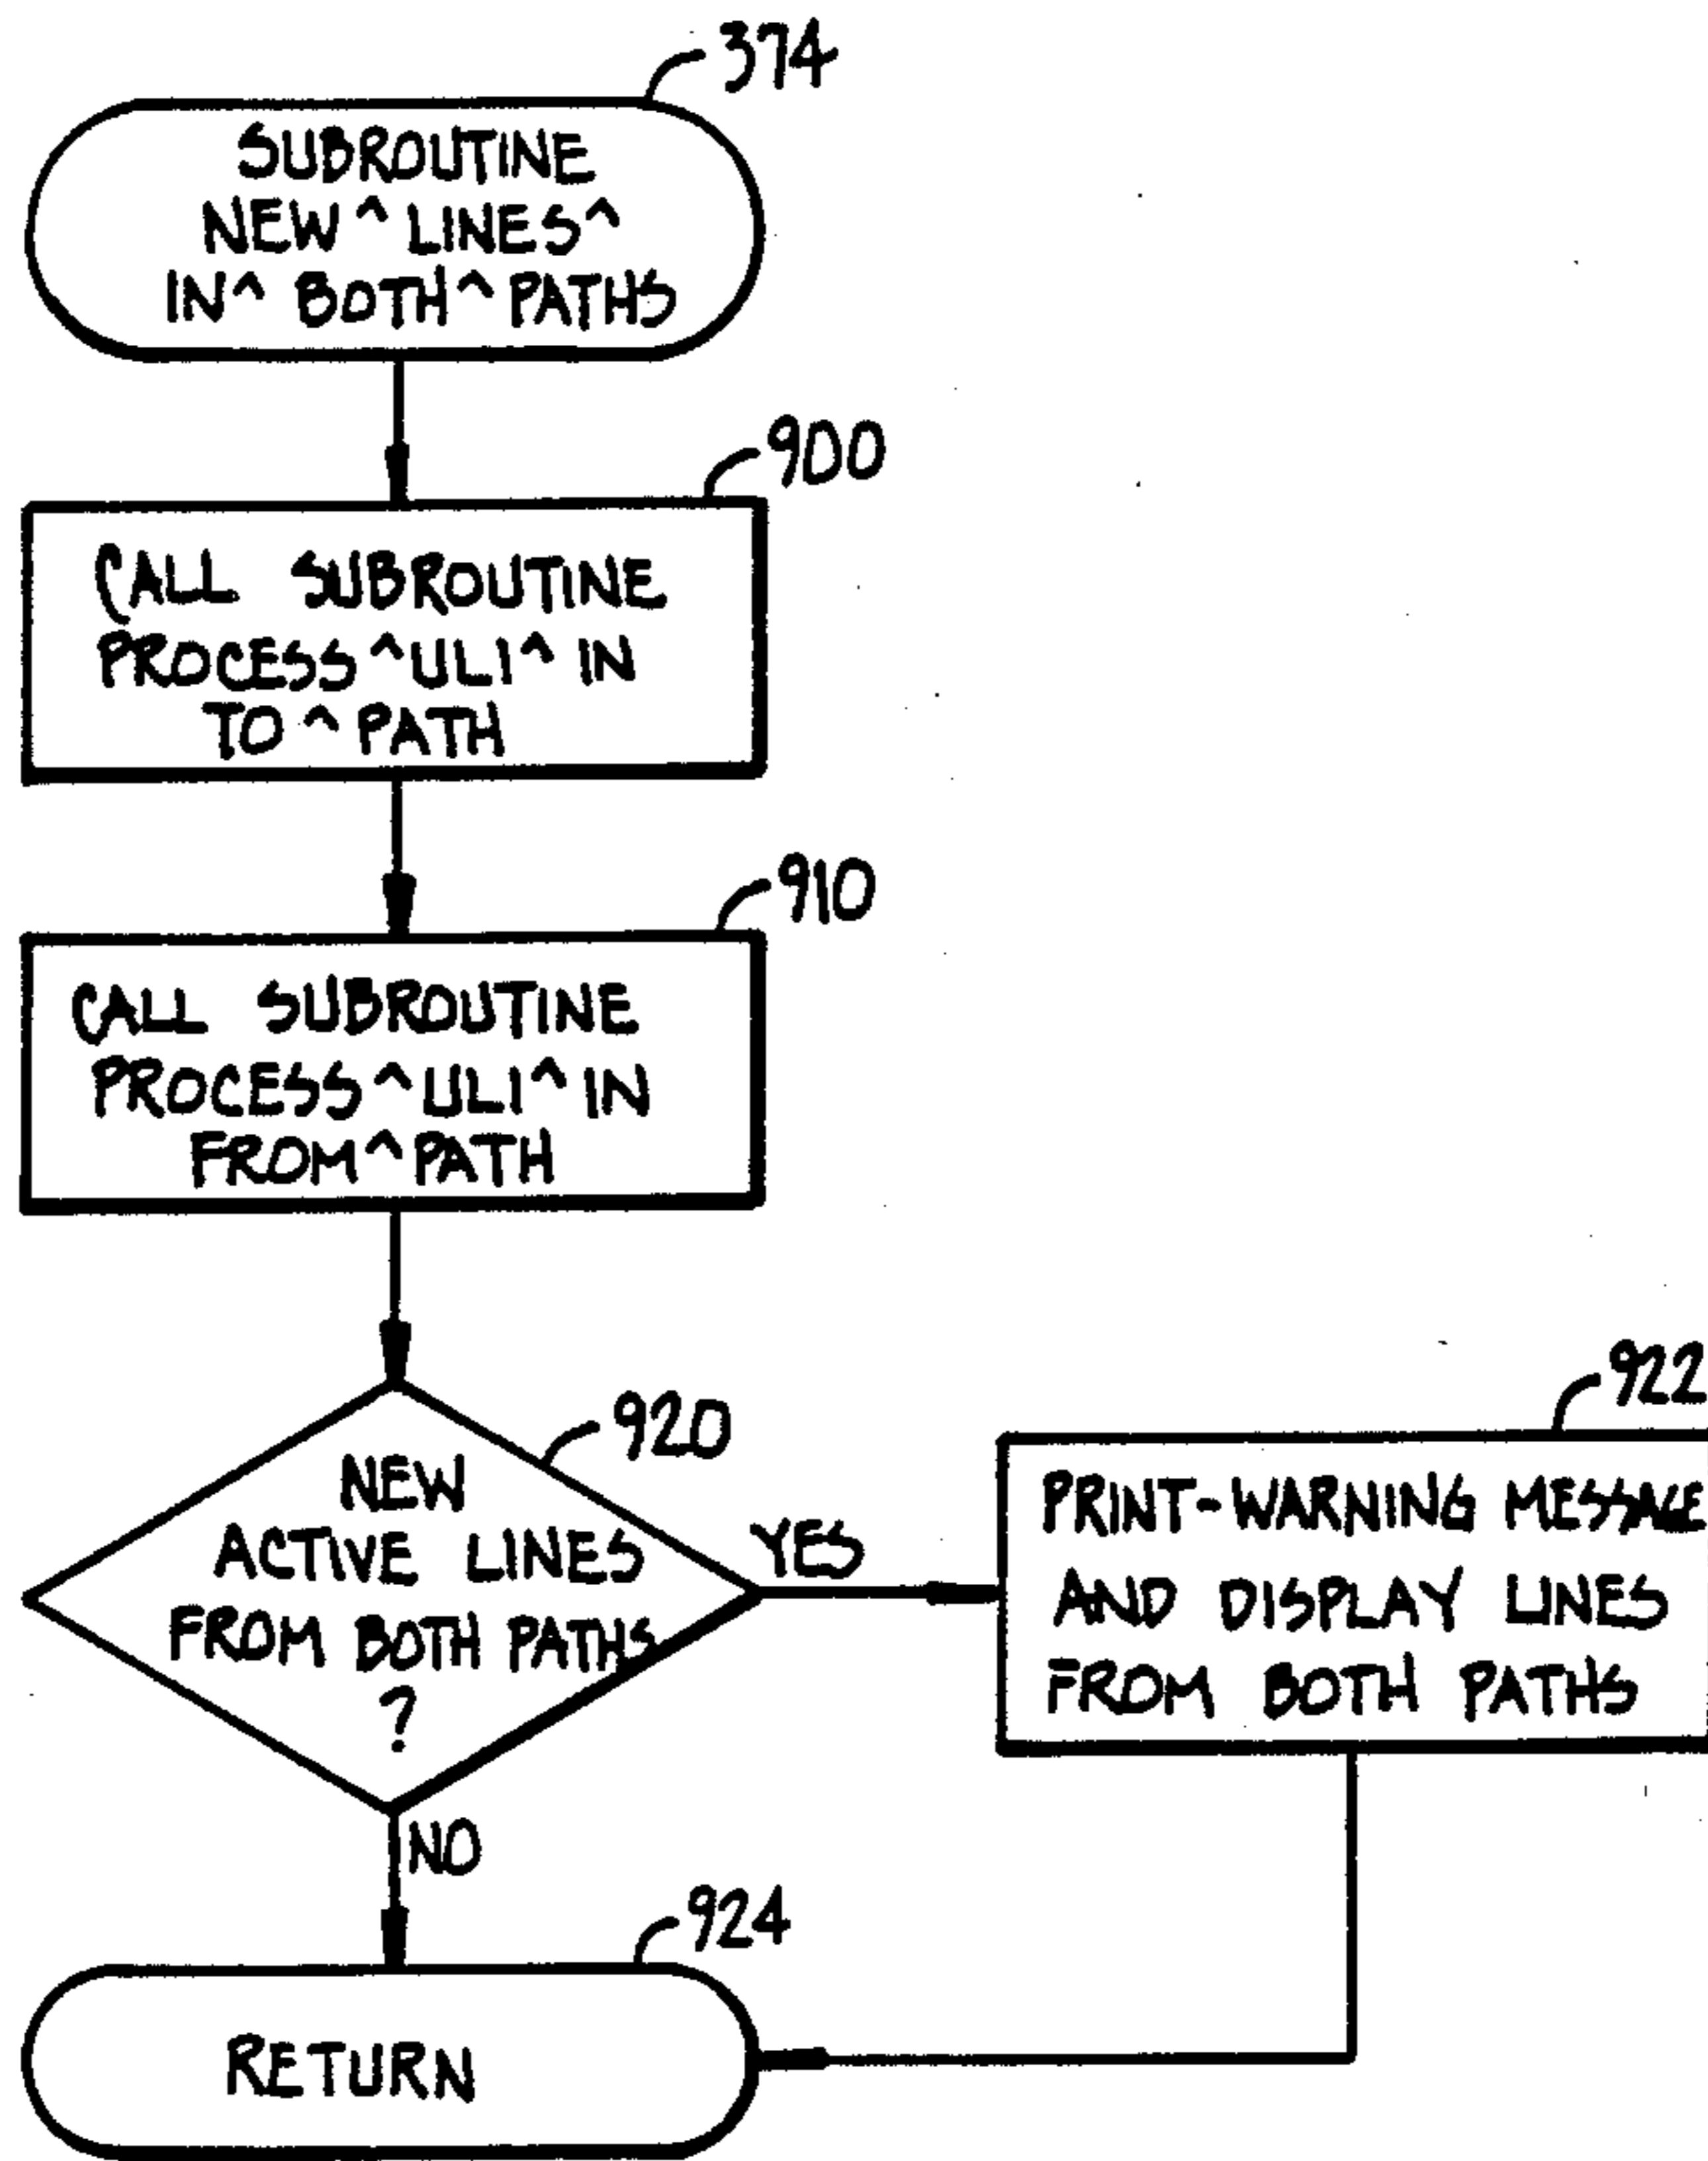 374
SUBROUTINE
NEW ^ LINES ^
IN ^ BOTH ^ PATHS
900
CALL SUBROUTINE
PROCESS ^ ULI ^ IN
TO ^ PATH
910
CALL SUBROUTINE
PROCESS ^ ULI ^ IN
FROM ^ PATH
920
NEW
ACTIVE LINES
FROM BOTH PATHS
?
YES
922
PRINT-WARNING MESSAGE
AND DISPLAY LINES
FROM BOTH PATHS
NO
924
RETURN